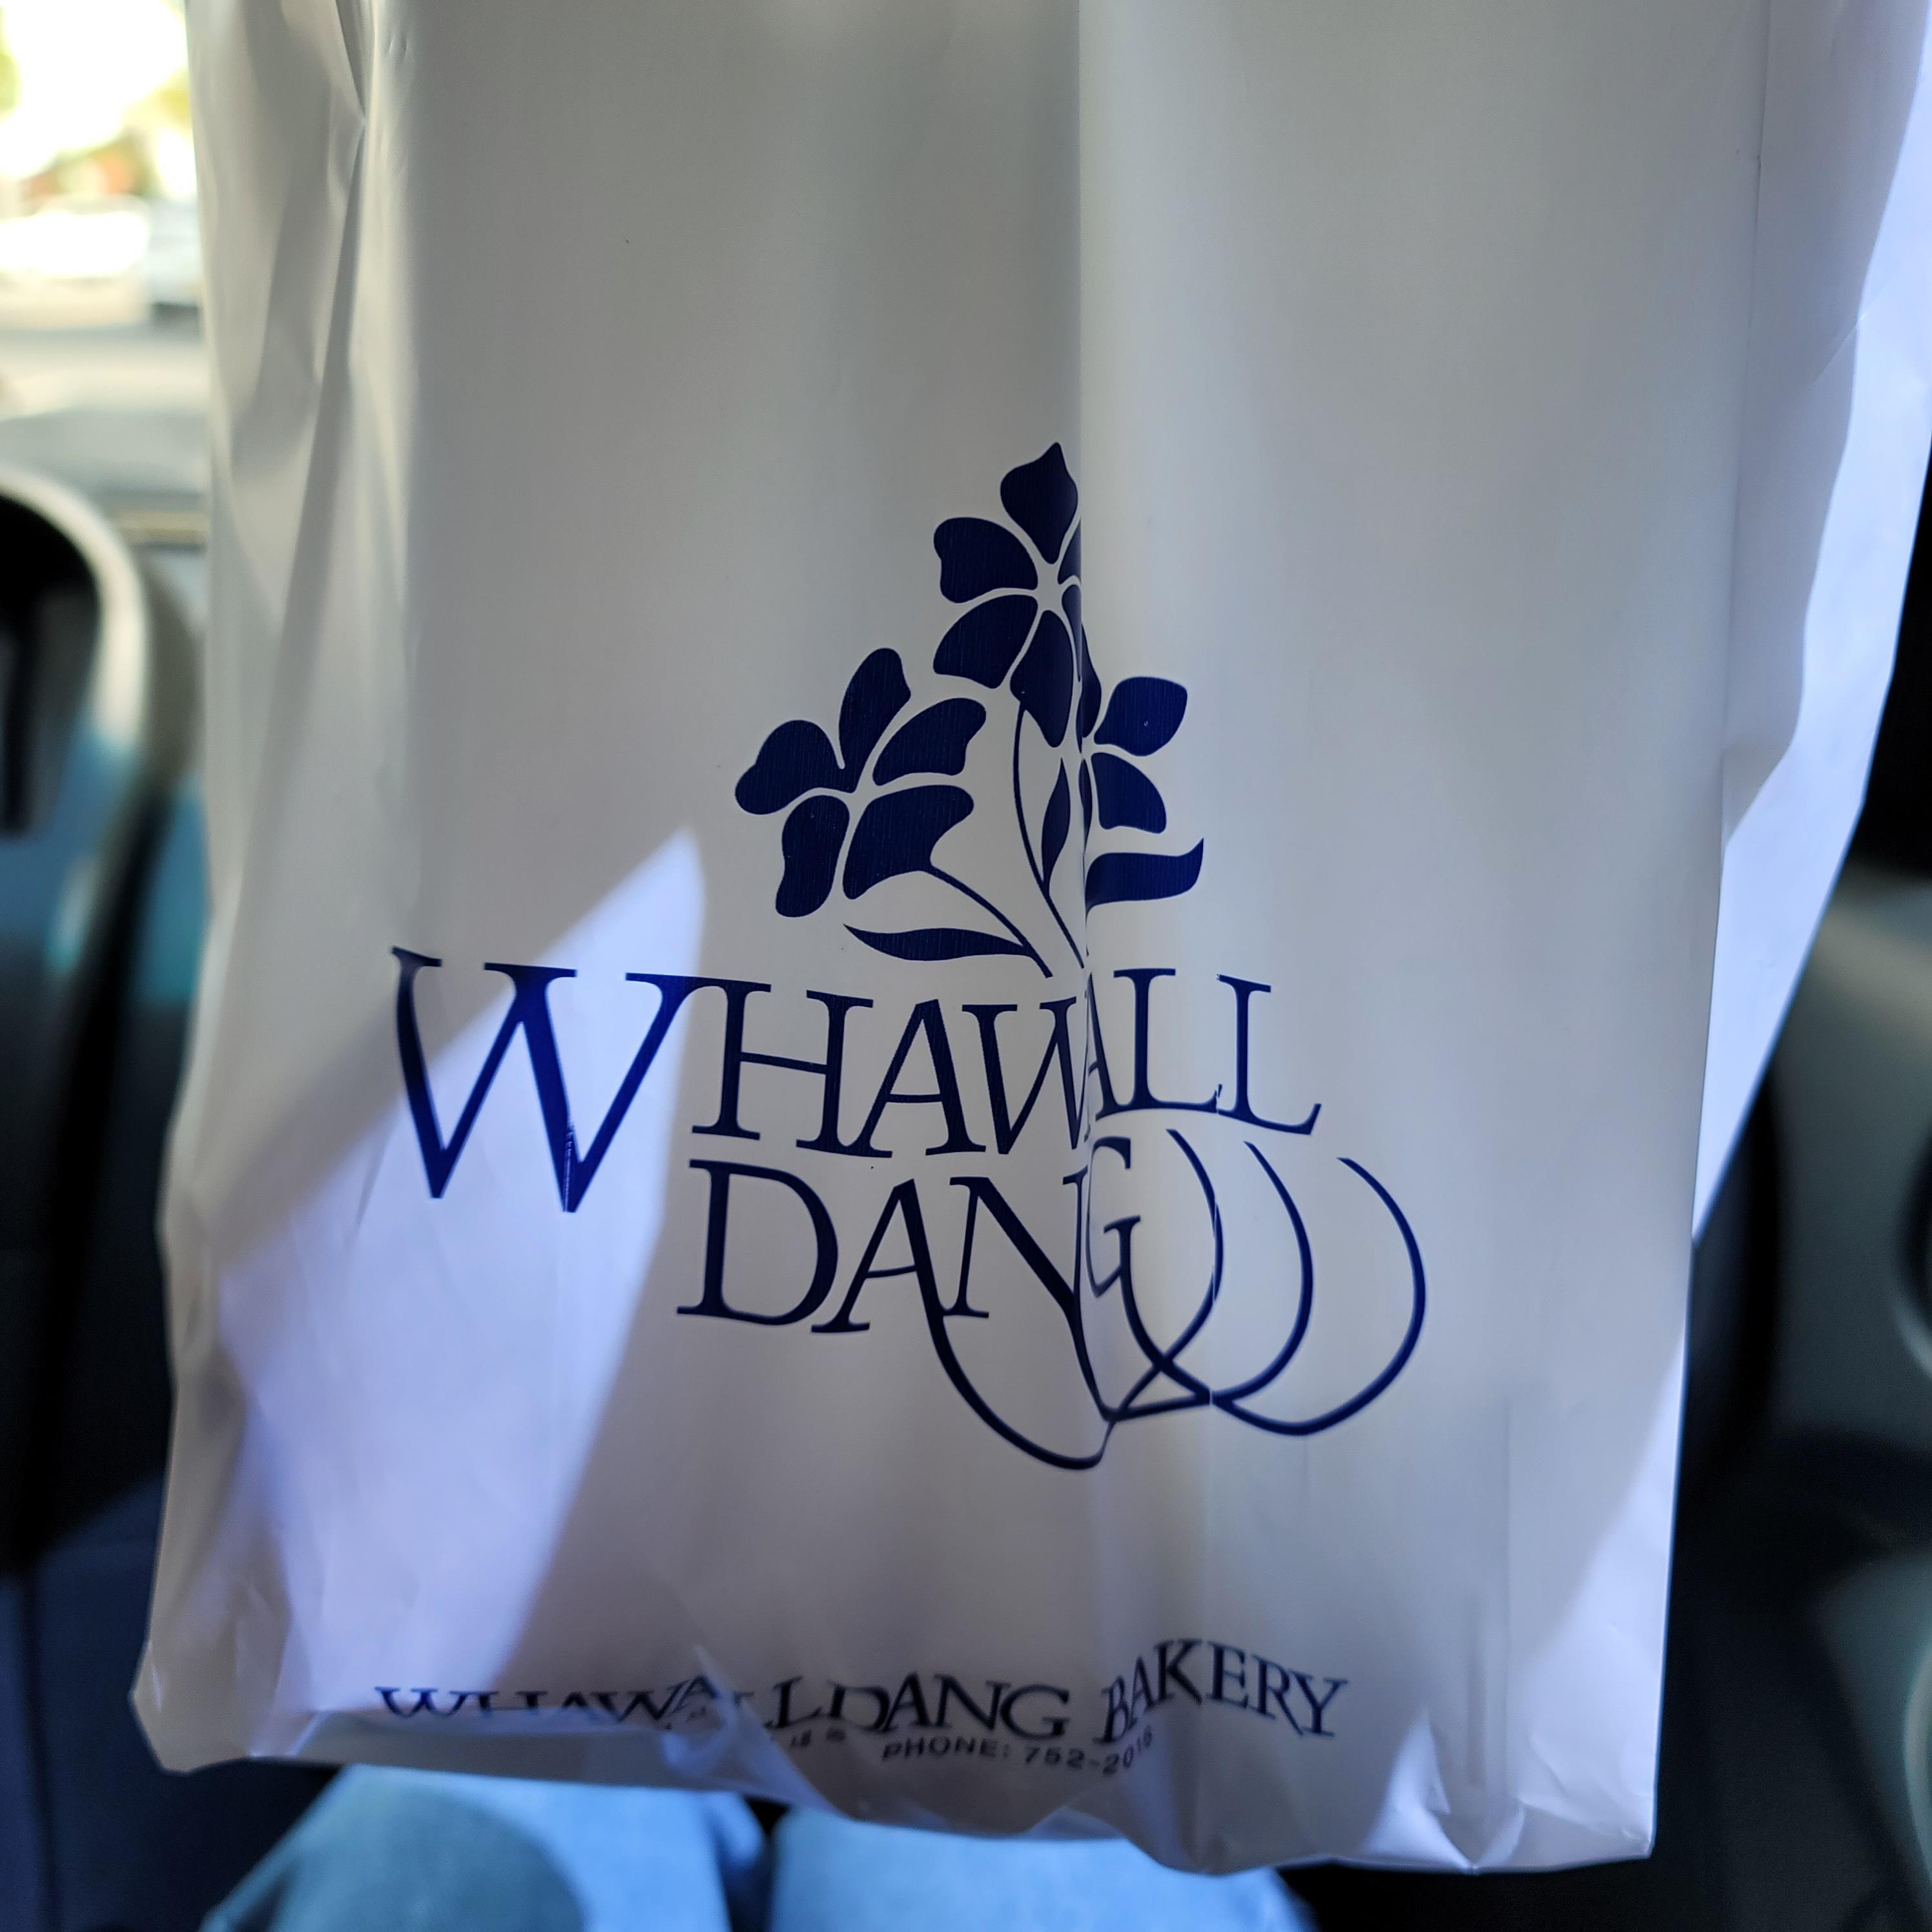 WHAWALL
DANG
WHAWALLDANG BAKERY
PHONE: 752-2016